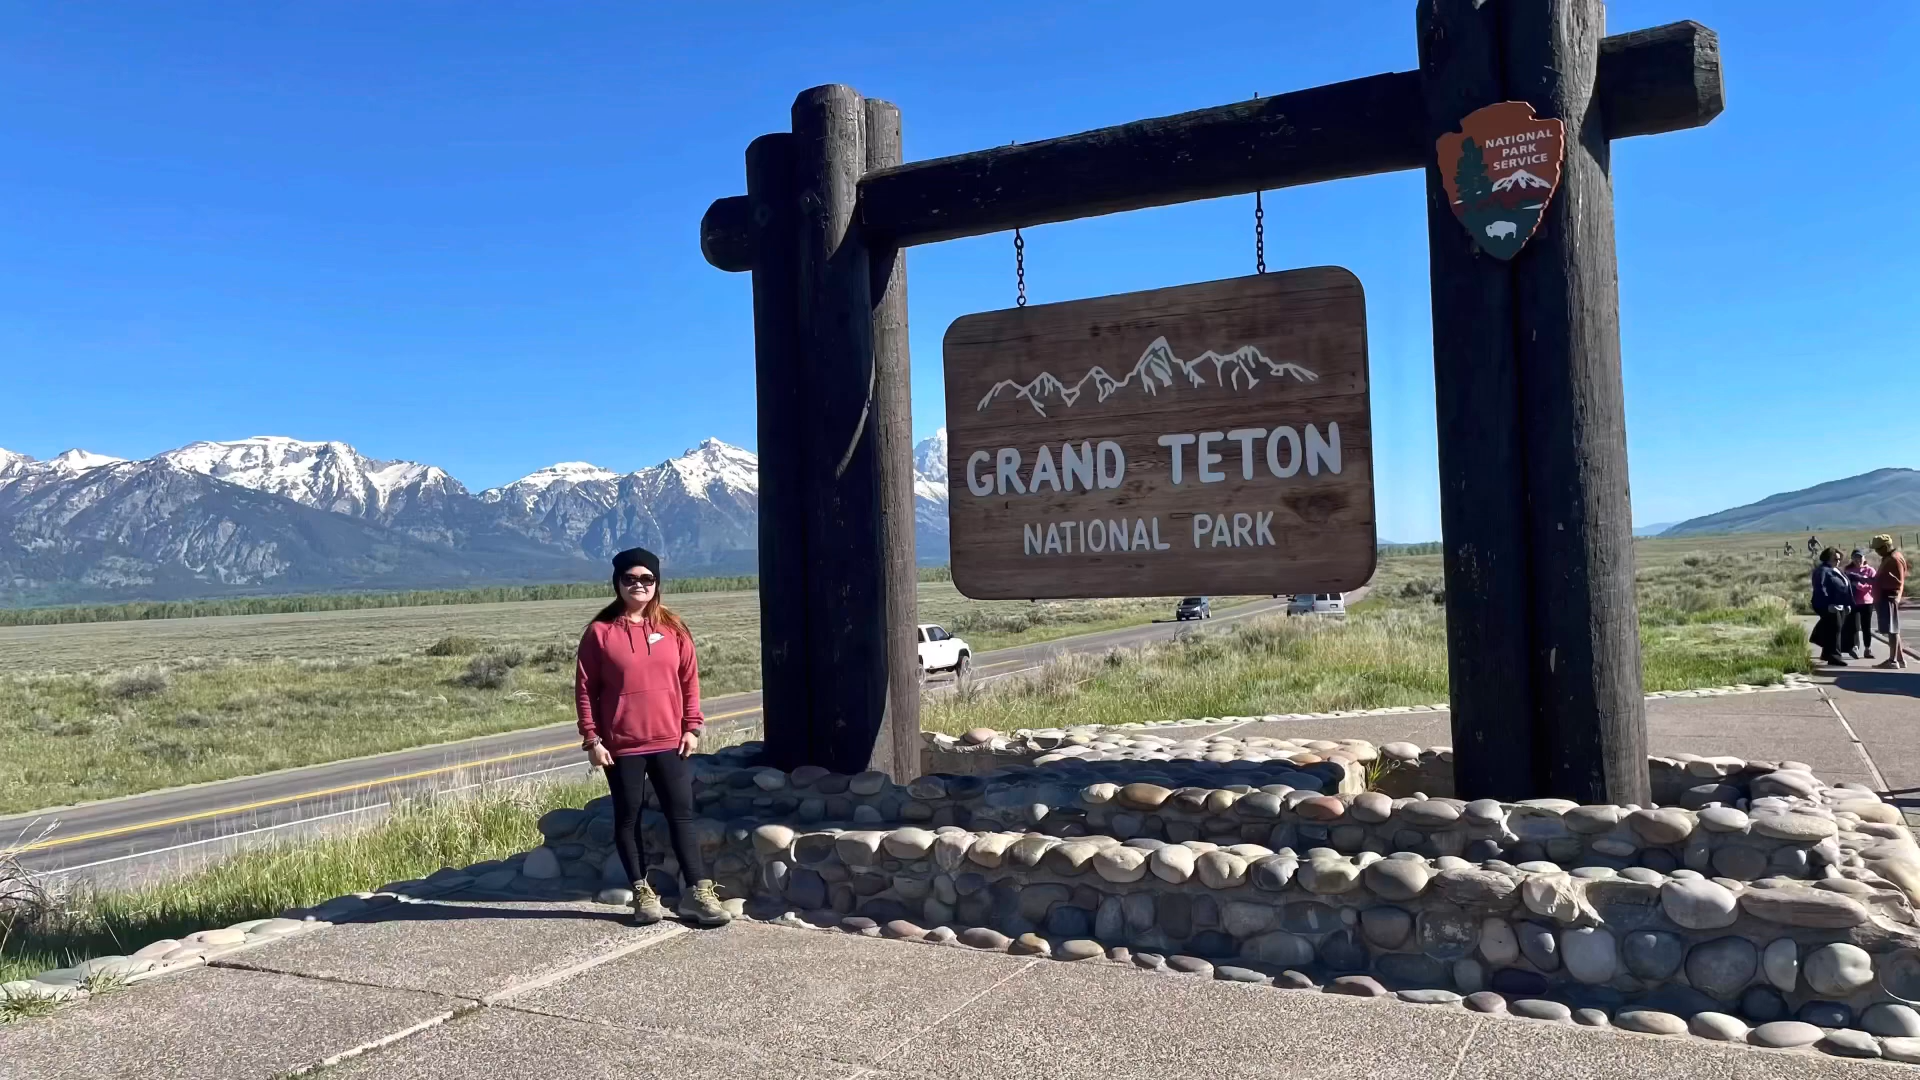 NATIONAL
PARK
SERVICE
GRAND TETON
NATIONAL PARK